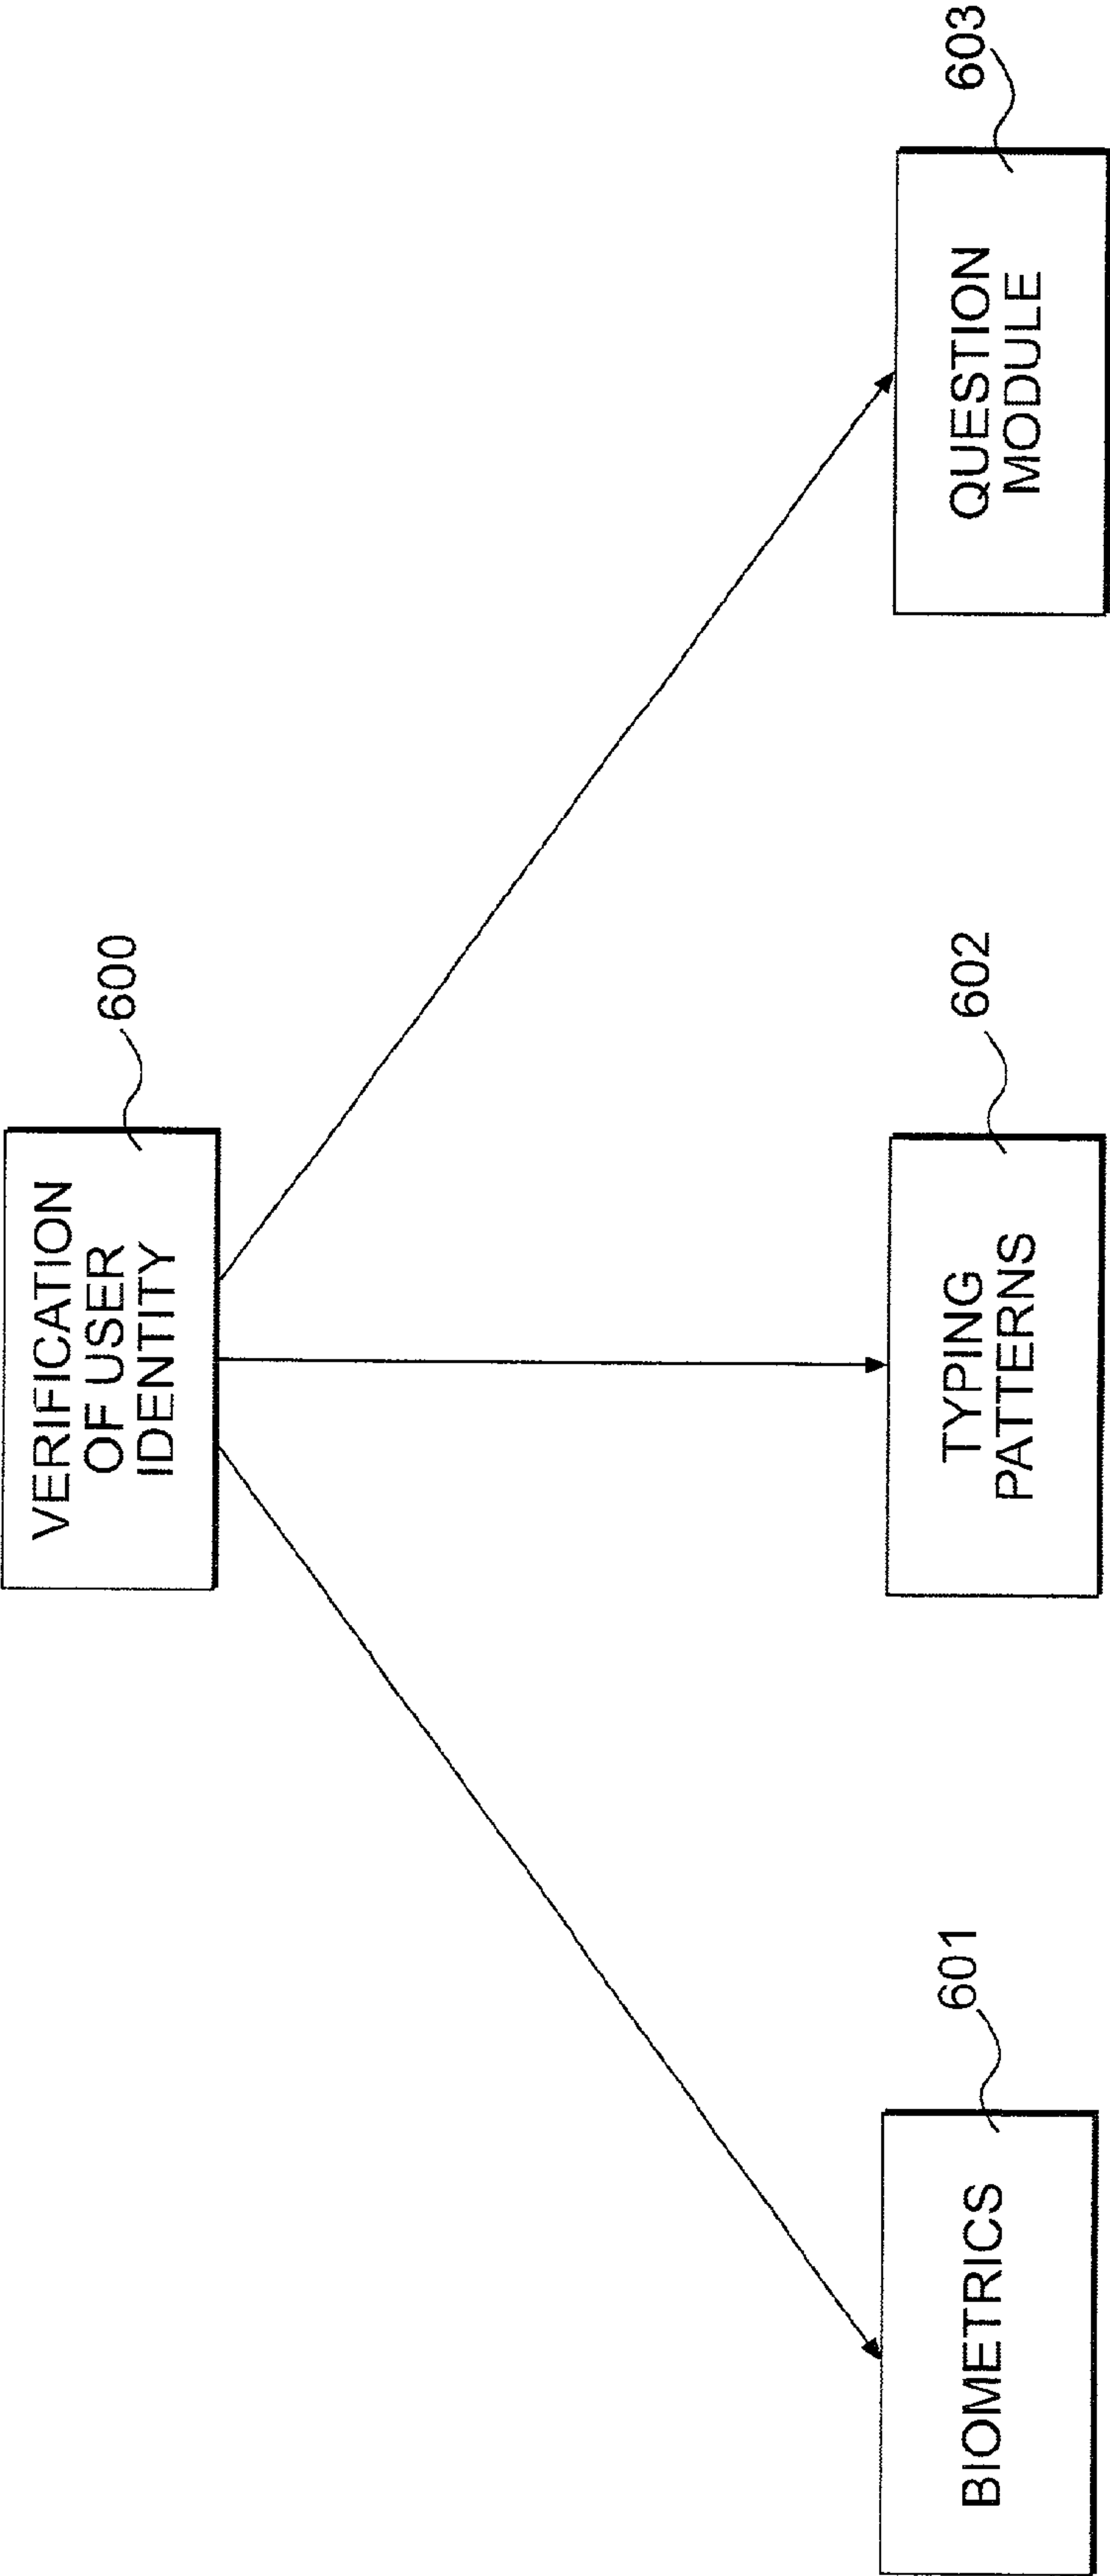 VERIFICATION
OF USER
IDENTITY
600
BIOMETRICS
601
TYPING
PATTERNS
602
QUESTION
MODULE
603